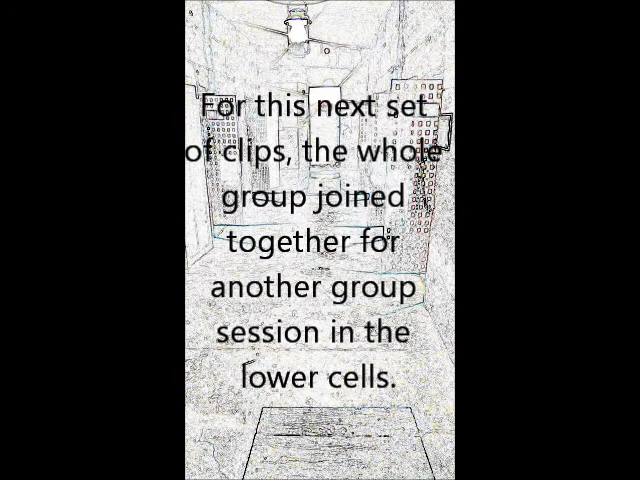 For this next set
of clips, the whole
group joined
together for
another group
session in the
lower cells.